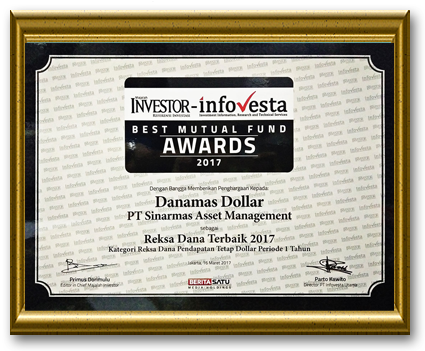 Majalah
INVESTOR-infovesta
Investment Information, Research and Technical Services
BEST MUTUAL FUND
AWARDS
2017
Dengan Bangga Memberikan Penghargaan Kepada:
Danamas Dollar
PT Sinarmas Asset Management
sebagai
Reksa Dana Terbaik 2017
Kategori Reksa Dana Pendapatan Tetap Dollar Periode 1 Tahun
Jakarta, 16 Maret 2017
Primus Dorimulu
Editor in Chief Majalah Investor
Parto Kawito
Direktur PT Infovesta Utama
BERITASATU
MEDIA HOLDINGS